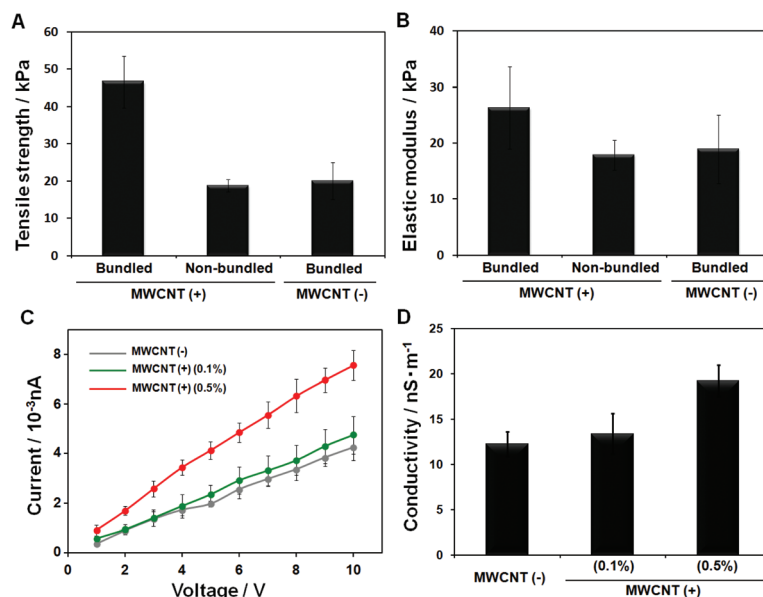 A
Tensile strength / kPa
60
50
40
30
20
10
0
Bundled Non-bundled Bundled
MWCNT (+) MWCNT (-)
B
Elastic modulus / kPa
40
30
20
10
0
Bundled Non-bundled Bundled
MWCNT (+) MWCNT (-)
C
MWCNT (-)
MWCNT (+) (0.1%)
MWCNT (+) (0.5%)
Current / 10⁻³nA
8
6
4
2
0
0 2 4 6 8 10
Voltage / V
D
Conductivity / nS·m⁻¹
25
20
15
10
5
0
(0.1%) (0.5%)
MWCNT (-) MWCNT (+)